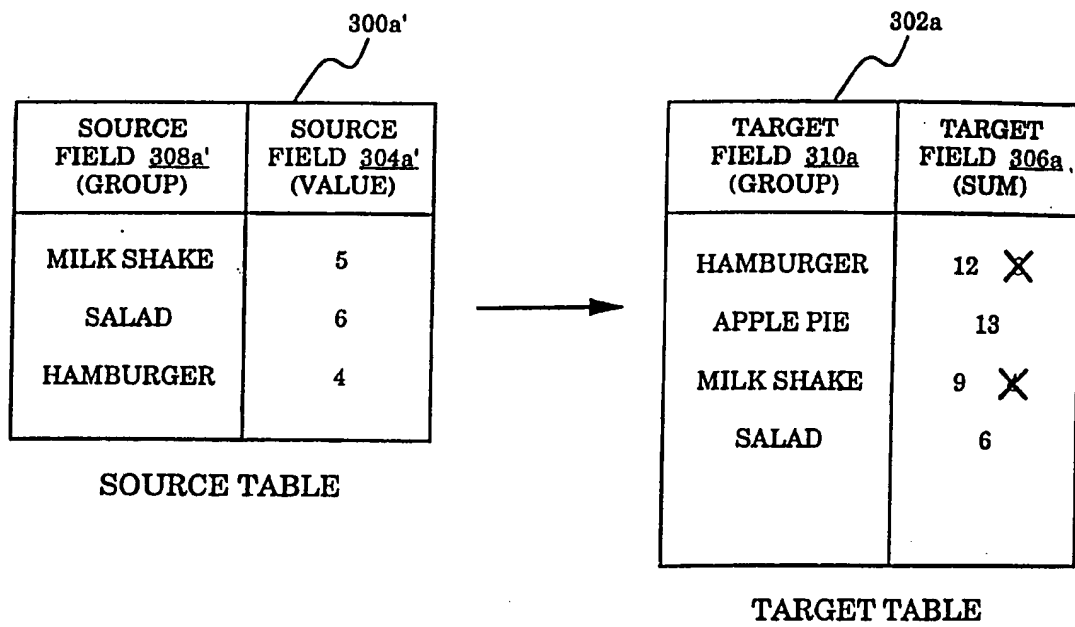 300a'
SOURCE FIELD 308a' (GROUP)
SOURCE FIELD 304a' (VALUE)
MILK SHAKE 5
SALAD 6
HAMBURGER 4
SOURCE TABLE
302a
TARGET FIELD 310a (GROUP)
TARGET FIELD 306a (SUM)
HAMBURGER 12
APPLE PIE 13
MILK SHAKE 9
SALAD 6
TARGET TABLE